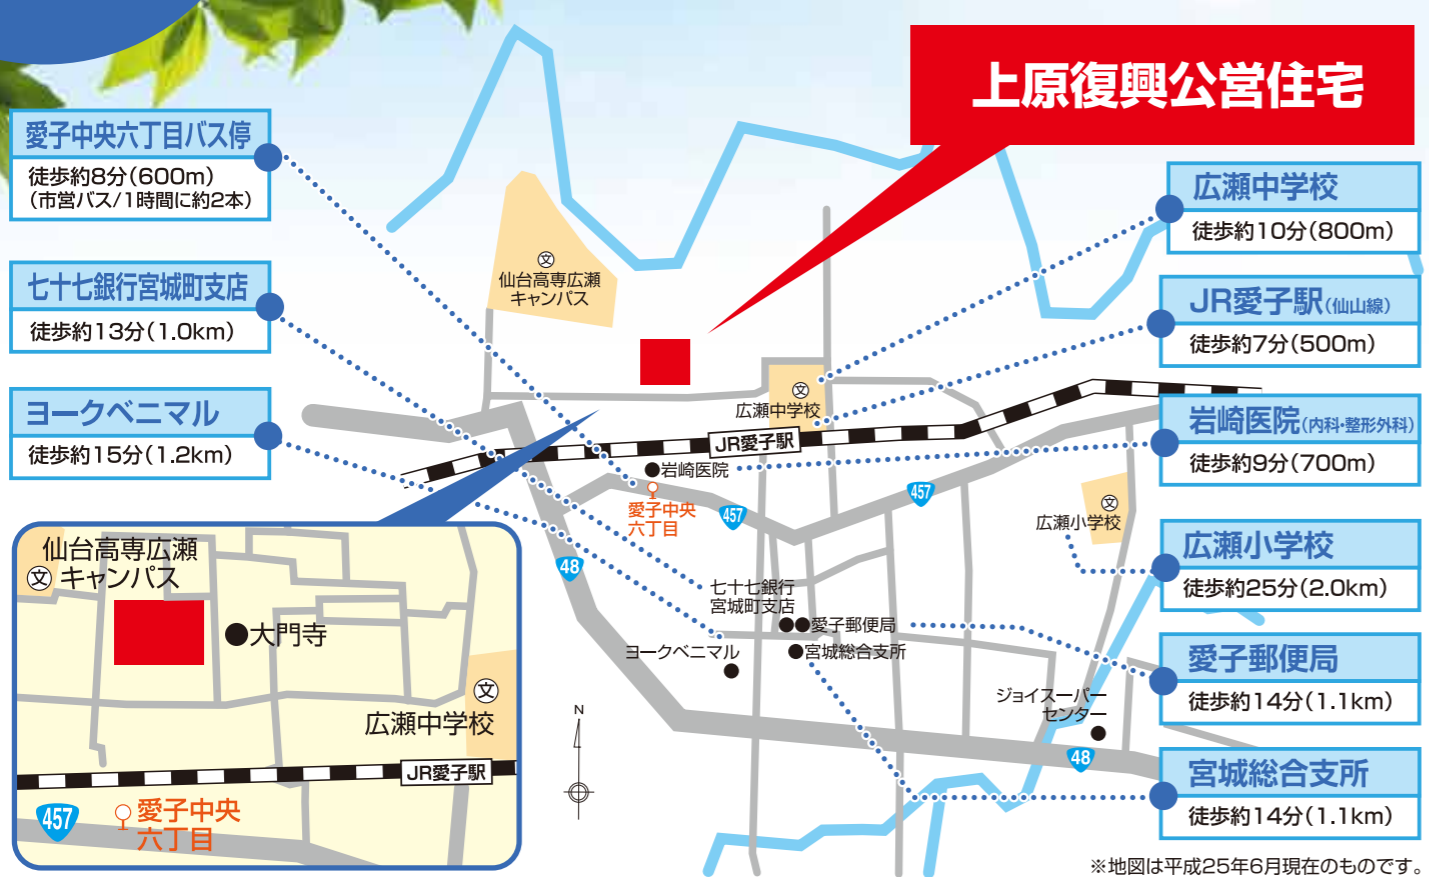 上原復興公営住宅
愛子中央六丁目バス停
徒歩約8分(600m)
(市営バス/1時間に約2本)
七十七銀行宮城町支店
徒歩約13分(1.0km)
ヨークベニマル
徒歩約15分(1.2km)
広瀬中学校
徒歩約10分(800m)
JR愛子駅(仙山線)
徒歩約7分(500m)
岩崎医院(内科・整形外科)
徒歩約9分(700m)
広瀬小学校
徒歩約25分(2.0km)
愛子郵便局
徒歩約14分(1.1km)
宮城総合支所
徒歩約14分(1.1km)
文
仙台高専広瀬
キャンパス
文
広瀬中学校
JR愛子駅
岩崎医院
愛子中央
六丁目
457
457
文
広瀬小学校
48
七十七銀行
宮城町支店
愛子郵便局
宮城総合支所
ヨークベニマル
ジョイスーパー
センター
48
N
仙台高専広瀬
文 キャンパス
大門寺
文
広瀬中学校
JR愛子駅
457
愛子中央
六丁目
※地図は平成25年6月現在のものです。